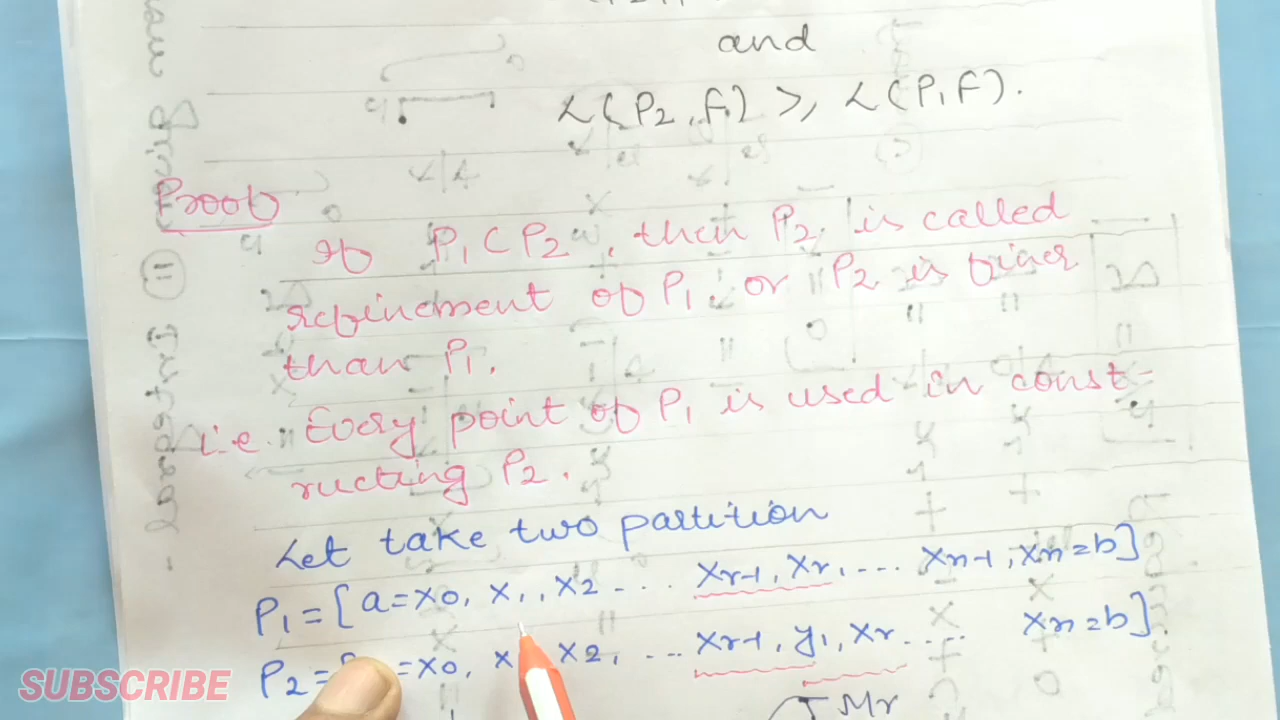 and
L(P2, F) ≥ L(P1 F).
Proof
If P1 ⊂ P2, then P2 is called
refinement of P1 or P2 is finer
than P1.
i.e. Every point of P1 is used in const-
ructing P2.
Let take two partition
P1 = [a = x0, x1, x2 ... xr-1, xr, ... xn-1, xn = b]
P2 = = x0, x, x2, ... xr-1, y1, xr ..... xn = b].
Mr
SUBSCRIBE